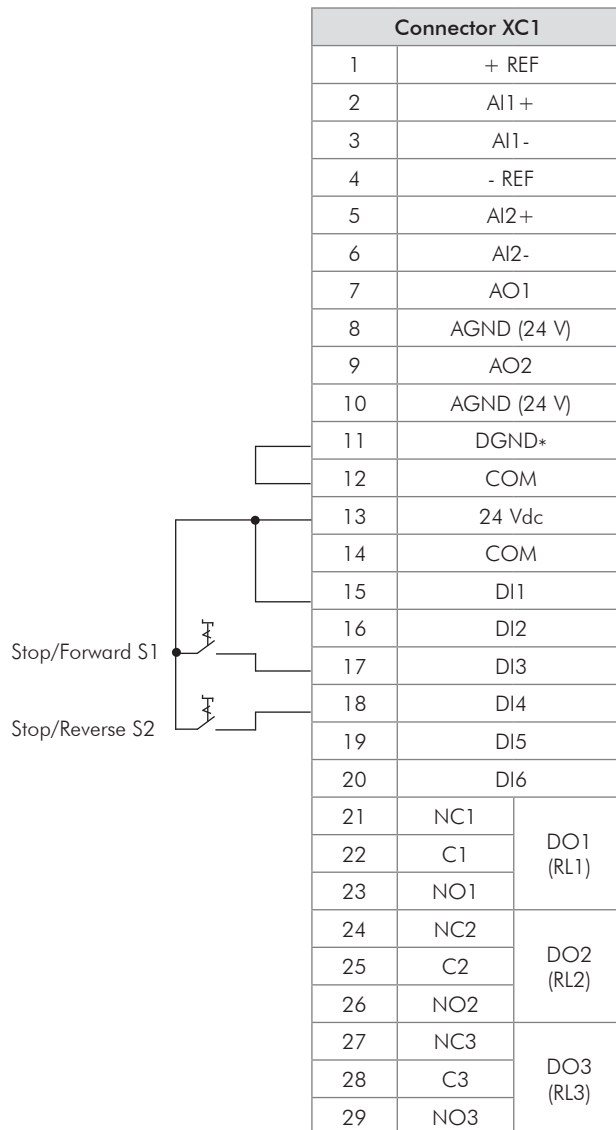 Connector XC1
1 + REF
2 AI1+
3 AI1-
4 - REF
5 AI2+
6 AI2-
7 AO1
8 AGND (24 V)
9 AO2
10 AGND (24 V)
11 DGND*
12 COM
13 24 Vdc
14 COM
15 DI1
16 DI2
Stop/Forward S1
17 DI3
18 DI4
Stop/Reverse S2
19 DI5
20 DI6
21 NC1
22 C1
23 NO1
DO1
(RL1)
24 NC2
25 C2
26 NO2
DO2
(RL2)
27 NC3
28 C3
29 NO3
DO3
(RL3)